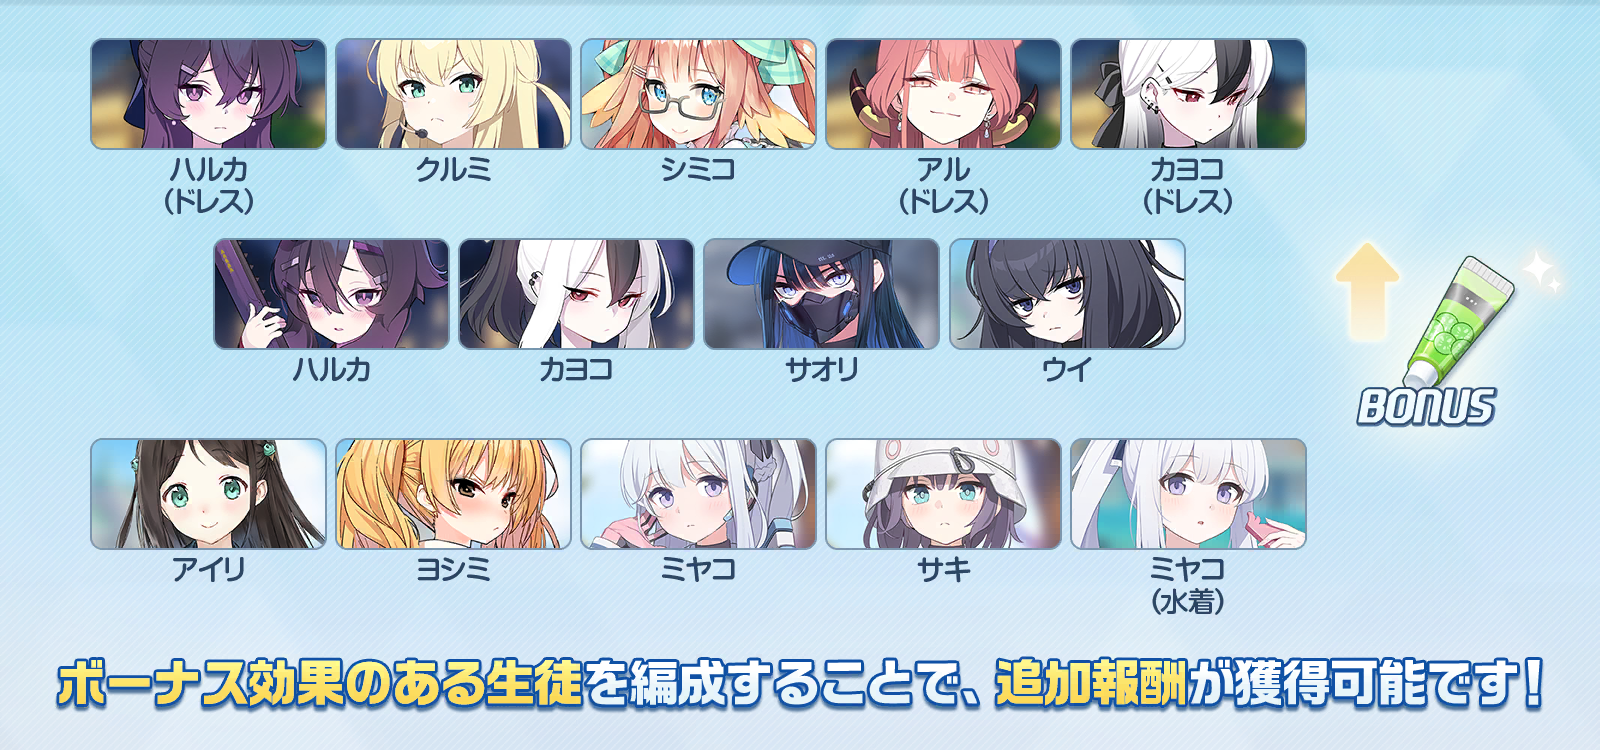 ハルカ クルミ シミコ アル カヨコ
(ドレス) (ドレス) (ドレス)
ハルカ カヨコ サオリ ウイ
BONUS
アイリ ヨシミ ミヤコ サキ ミヤコ
(水着)
ボーナス効果のある生徒を編成することで、追加報酬が獲得可能です!